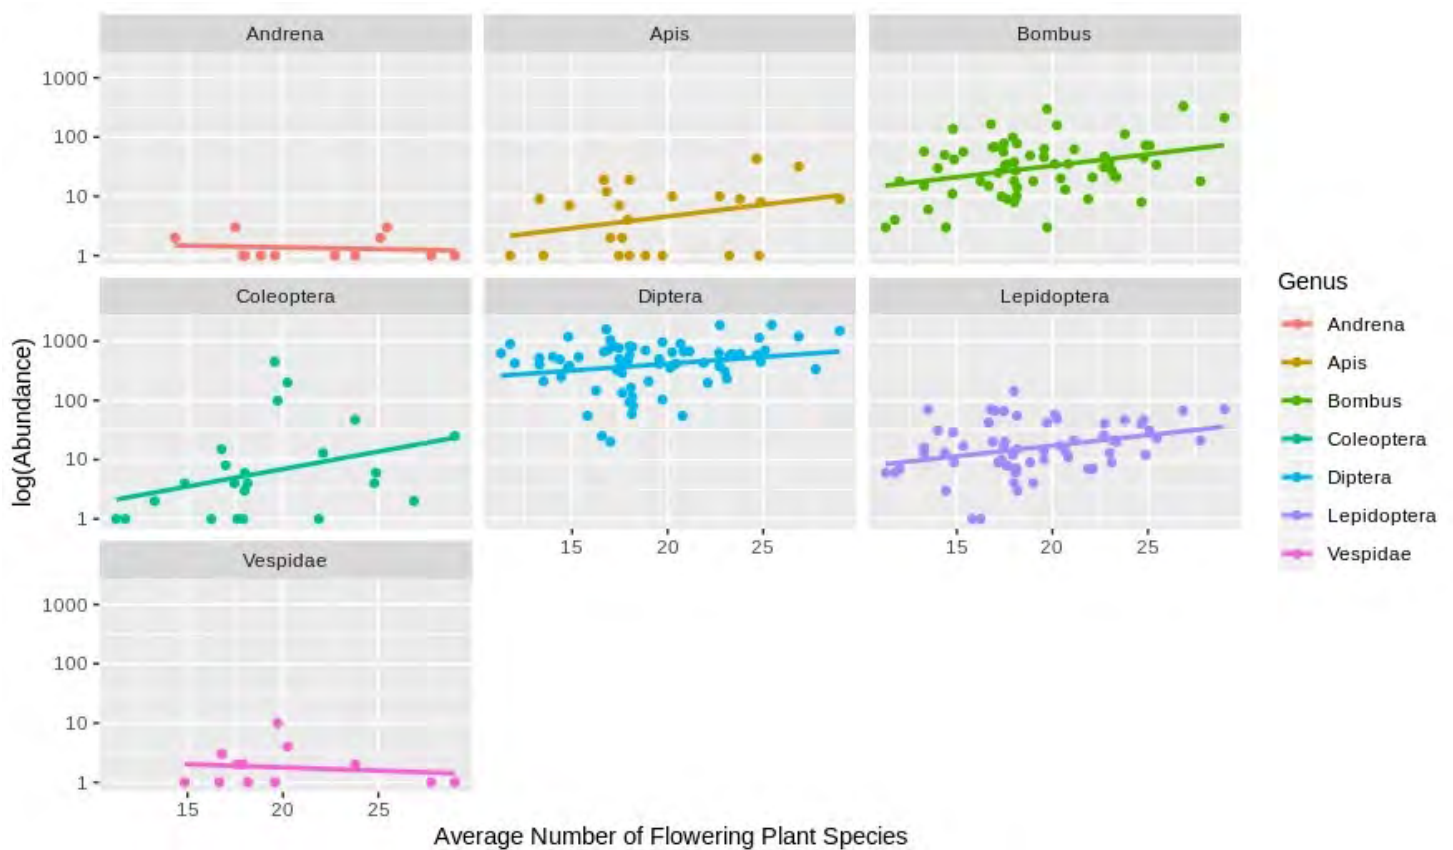 Andrena
Apis
Bombus
1000
100
10
1
Coleoptera
Diptera
Lepidoptera
1000
100
10
1
15
20
25
15
20
25
Vespidae
1000
100
10
1
15
20
25
log(Abundance)
Average Number of Flowering Plant Species
Genus
Andrena
Apis
Bombus
Coleoptera
Diptera
Lepidoptera
Vespidae